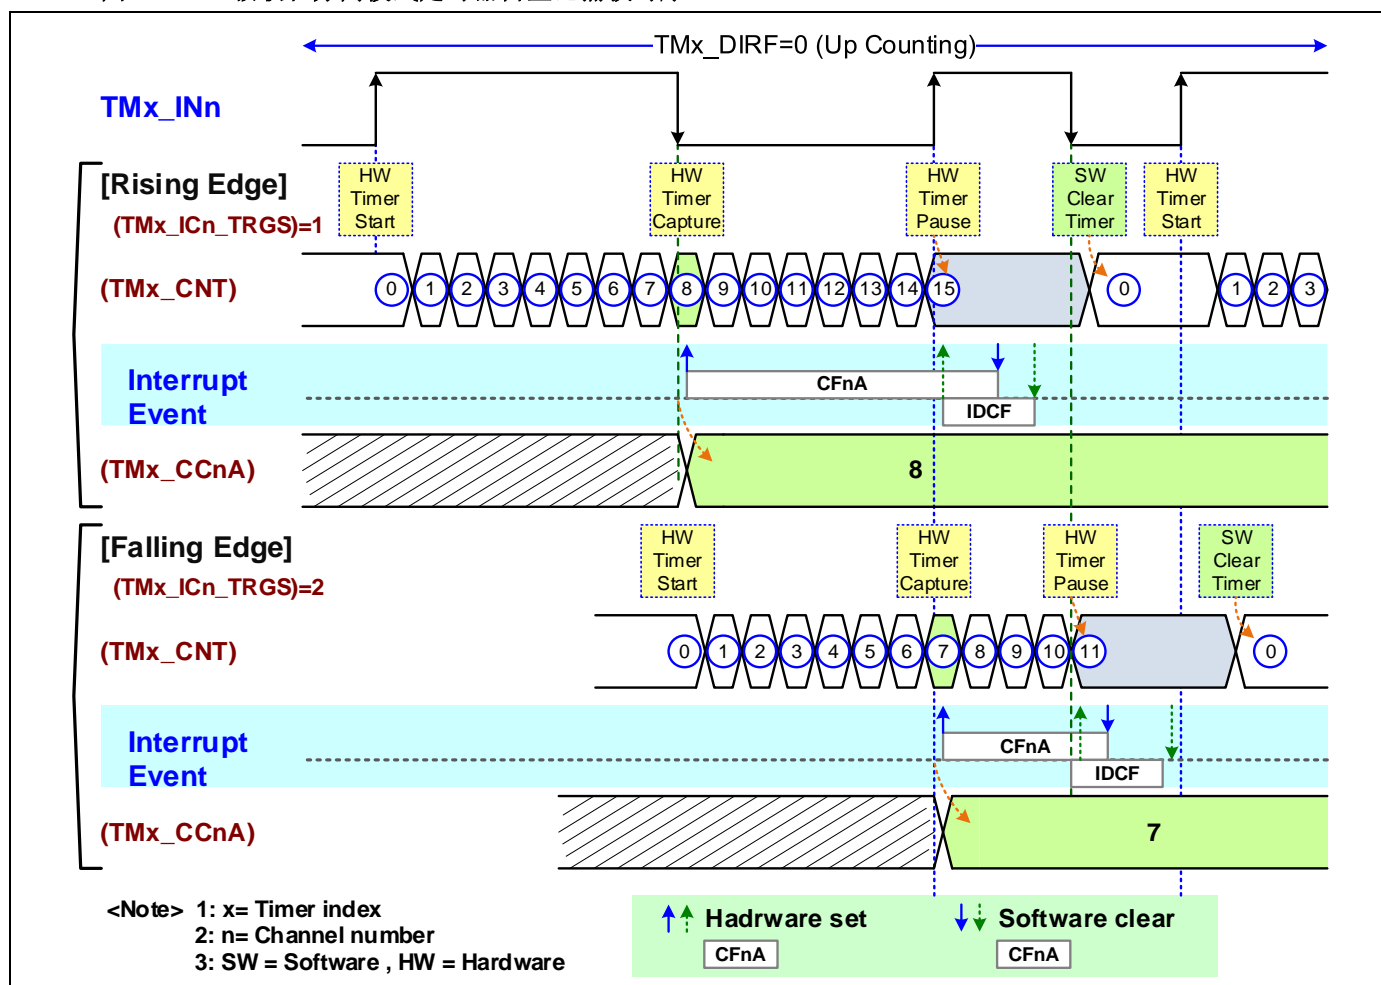 TMx_DIRF=0 (Up Counting)
TMx_INn
[Rising Edge]
(TMx_ICn_TRGS)=1
HW Timer Start
HW Timer Capture
HW Timer Pause
SW Clear Timer
HW Timer Start
(TMx_CNT)
0 1 2 3 4 5 6 7 8 9 10 11 12 13 14 15 0 1 2 3
Interrupt Event
CFnA
IDCF
(TMx_CCnA)
8
[Falling Edge]
(TMx_ICn_TRGS)=2
HW Timer Start
HW Timer Capture
HW Timer Pause
SW Clear Timer
(TMx_CNT)
0 1 2 3 4 5 6 7 8 9 10 11 0
Interrupt Event
CFnA
IDCF
(TMx_CCnA)
7
<Note> 1: x= Timer index
2: n= Channel number
3: SW = Software , HW = Hardware
Hadrware set
CFnA
Software clear
CFnA